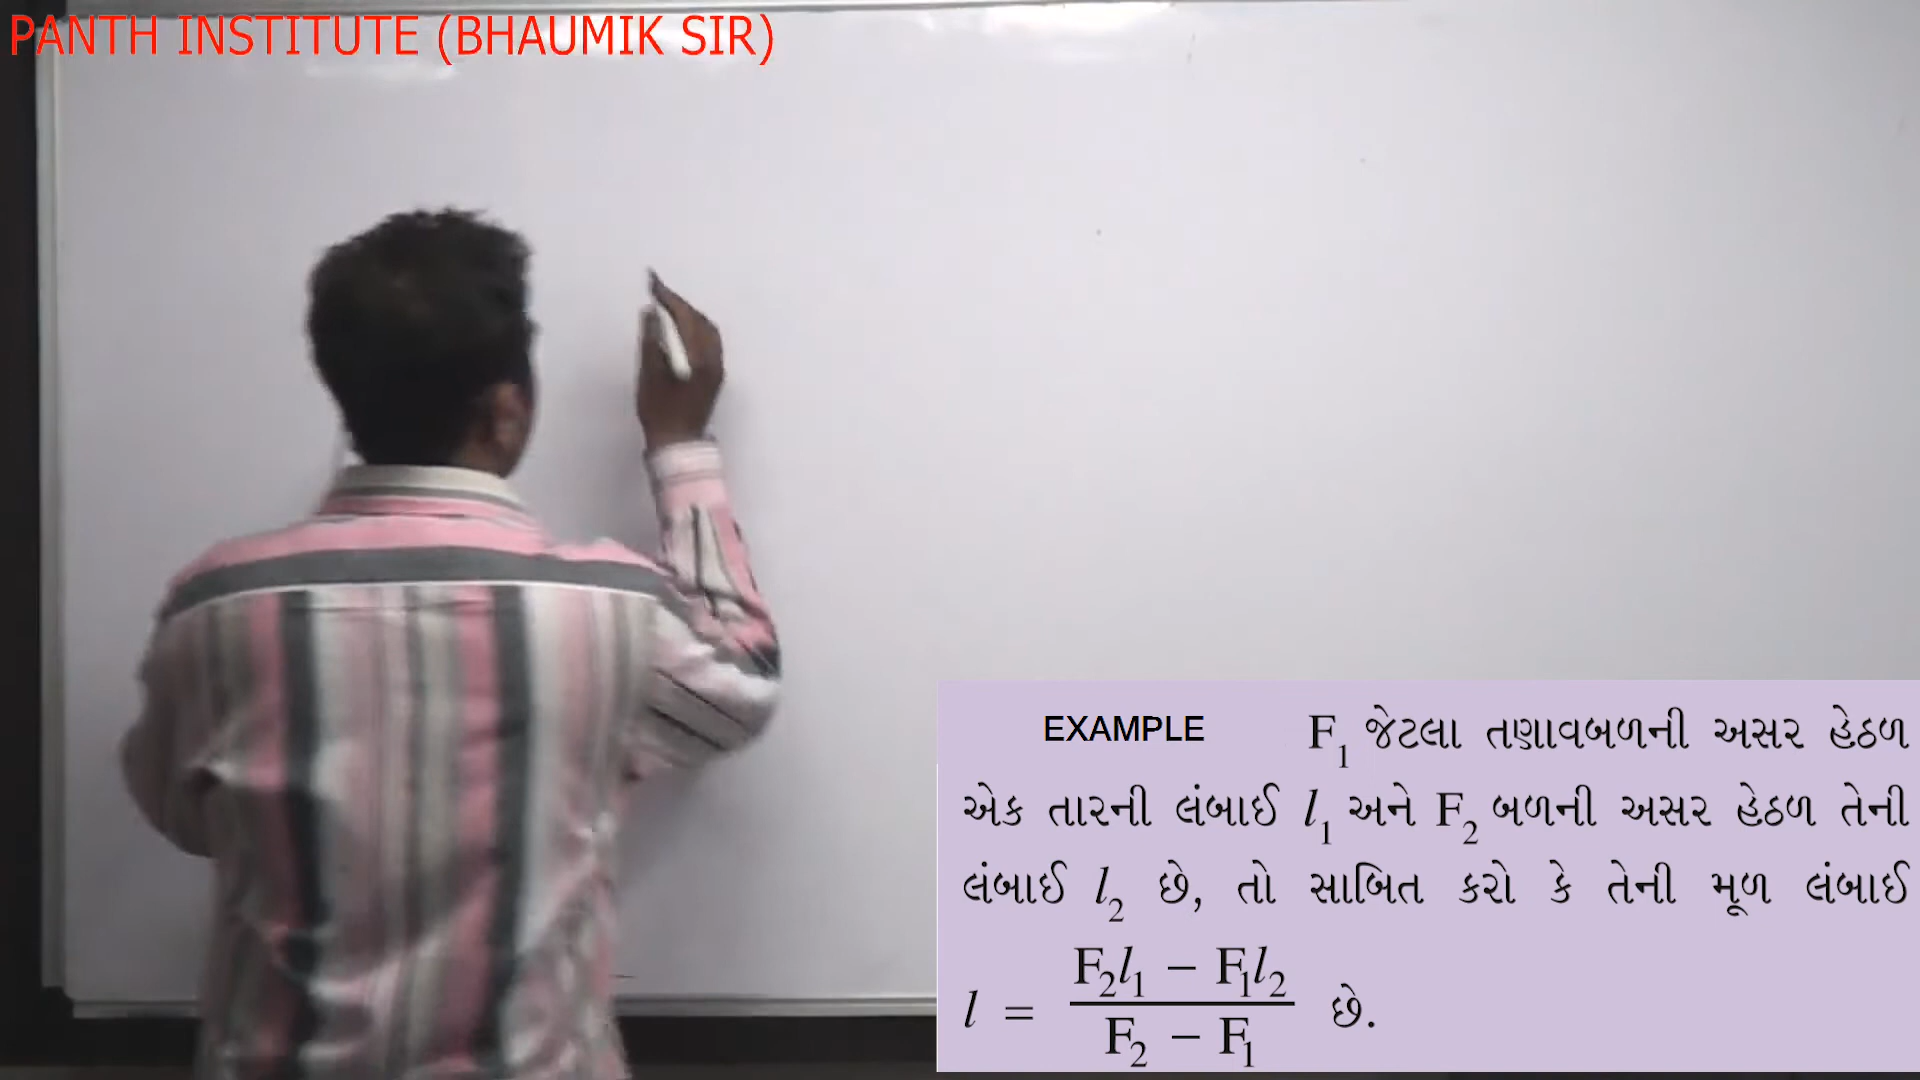 PANTH INSTITUTE (BHAUMIK SIR)
EXAMPLE F₁ જેટલા તણાવબળની અસર હેઠળ
એક તારની લંબાઈ l₁ અને F₂ બળની અસર હેઠળ તેની
લંબાઈ l₂ છે, તો સાબિત કરો કે તેની મૂળ લંબાઈ
l = (F₂l₁ − F₁l₂) / (F₂ − F₁) છે.